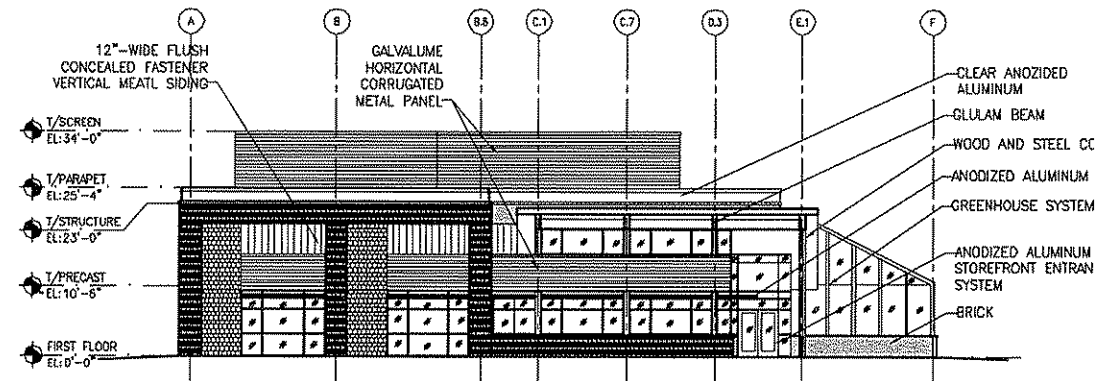 A
B
B.6
C.1
C.7
D.3
E.1
F
12"-WIDE FLUSH
CONCEALED FASTENER
VERTICAL MEATL SIDING
GALVALUME
HORIZONTAL
CORRUGATED
METAL PANEL
CLEAR ANOZIDED
ALUMINUM
GLULAM BEAM
WOOD AND STEEL CO
ANODIZED ALUMINUM
GREENHOUSE SYSTEM
ANODIZED ALUMINUM
STOREFRONT ENTRAN
SYSTEM
BRICK
T/SCREEN
EL:34'-0"
T/PARAPET
EL:25'-4"
T/STRUCTURE
EL:23'-0"
T/PRECAST
EL:10'-6"
FIRST FLOOR
EL:0'-0"